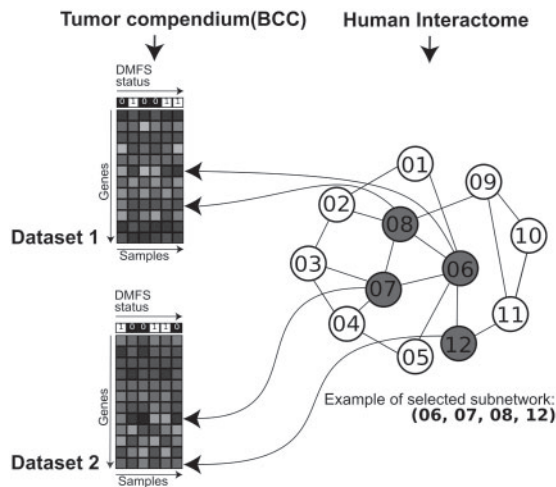 Tumor compendium(BCC)
Human Interactome
DMFS
status
0 1 0 0 1 1
Genes
Dataset 1
Samples
DMFS
status
1 0 0 1 1 0
Genes
Dataset 2
Samples
01
02
03
04
05
06
07
08
09
10
11
12
Example of selected subnetwork:
(06, 07, 08, 12)